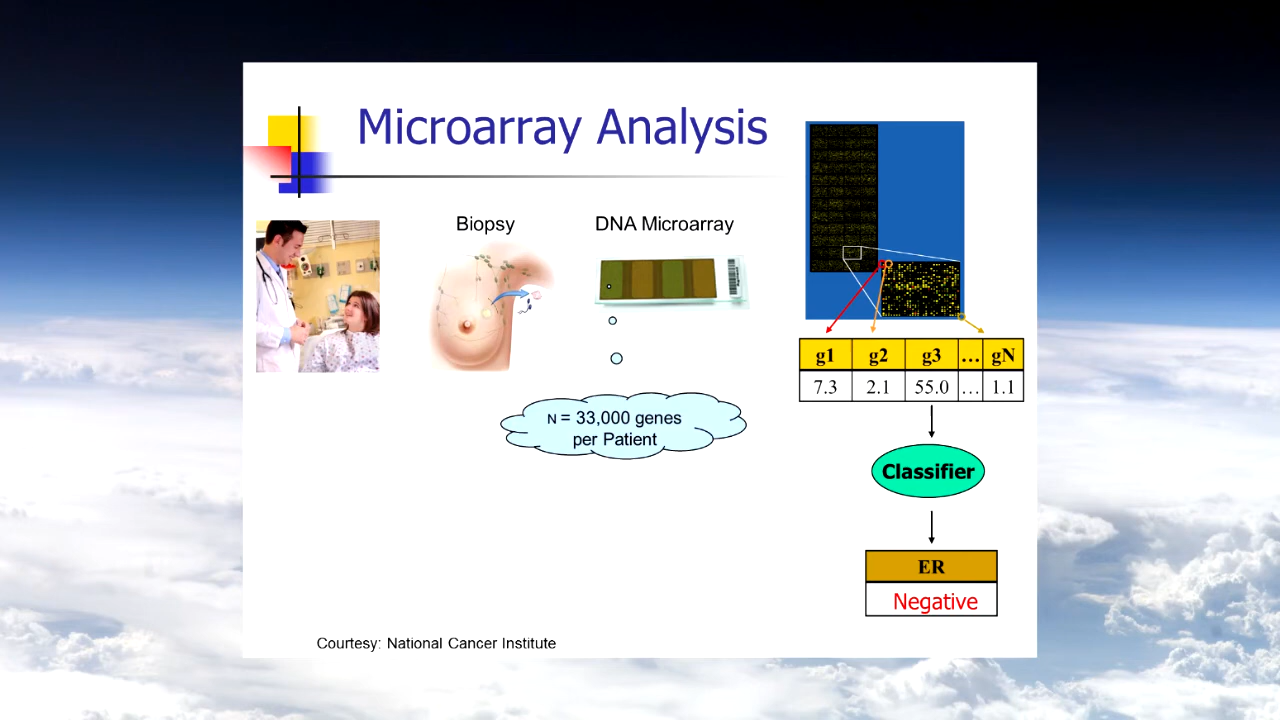 Microarray Analysis
Biopsy
DNA Microarray
N = 33,000 genes
per Patient
g1 g2 g3 ... gN
7.3 2.1 55.0 ... 1.1
Classifier
ER
Negative
Courtesy: National Cancer Institute